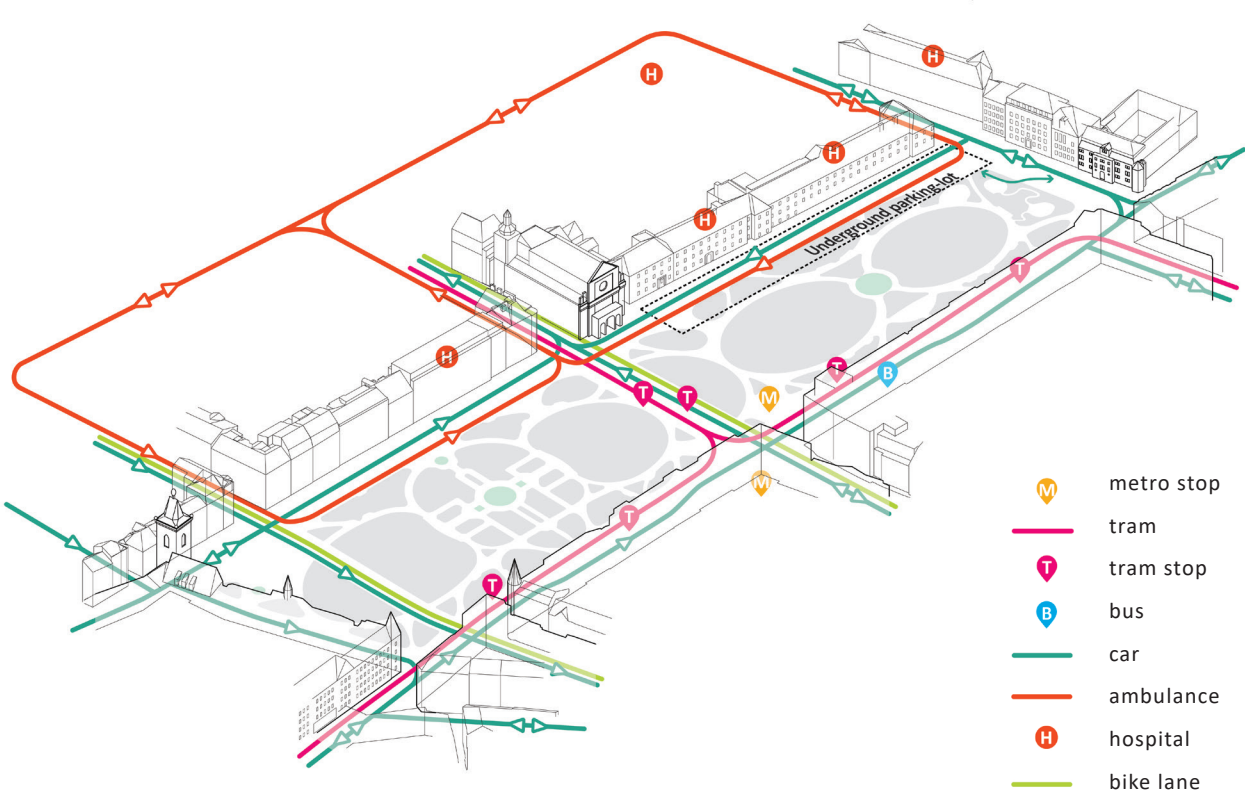 H
H
H
H
H
Underground parking lot
T
T
B
T
T
M
M
T
T
M metro stop
tram
T tram stop
B bus
car
ambulance
H hospital
bike lane